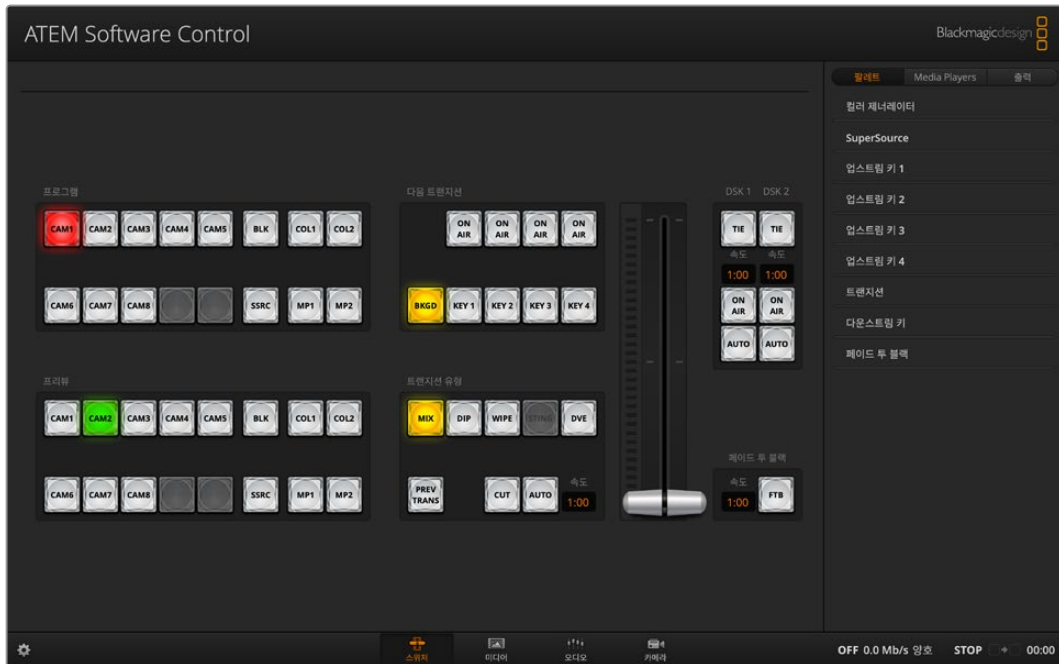 ATEM Software Control
Blackmagicdesign
팔레트 Media Players 출력
컬러 제너레이터
SuperSource
업스트림 키 1
업스트림 키 2
업스트림 키 3
업스트림 키 4
트랜지션
다운스트림 키
페이드 투 블랙
프로그램
CAM1 CAM2 CAM3 CAM4 CAM5 BLK COL1 COL2
CAM6 CAM7 CAM8 SSRC MP1 MP2
다음 트랜지션
ON AIR ON AIR ON AIR ON AIR
BKGD KEY 1 KEY 2 KEY 3 KEY 4
DSK 1 DSK 2
TIE TIE
속도 속도
1:00 1:00
ON AIR ON AIR
AUTO AUTO
프리뷰
CAM1 CAM2 CAM3 CAM4 CAM5 BLK COL1 COL2
CAM6 CAM7 CAM8 SSRC MP1 MP2
트랜지션 유형
MIX DIP WIPE STING DVE
PREV TRANS CUT AUTO 속도 1:00
페이드 투 블랙
속도
1:00 FTB
스위처 미디어 오디오 카메라
OFF 0.0 Mb/s 양호 STOP 00:00